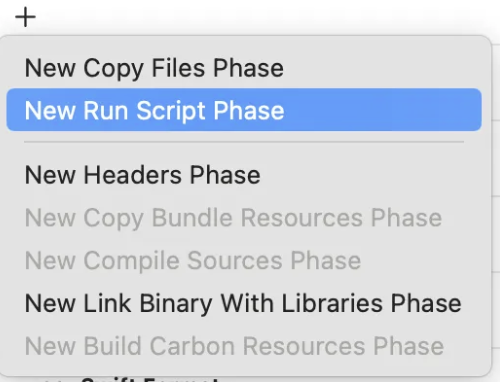 +
New Copy Files Phase
New Run Script Phase
New Headers Phase
New Copy Bundle Resources Phase
New Compile Sources Phase
New Link Binary With Libraries Phase
New Build Carbon Resources Phase
Swift Format